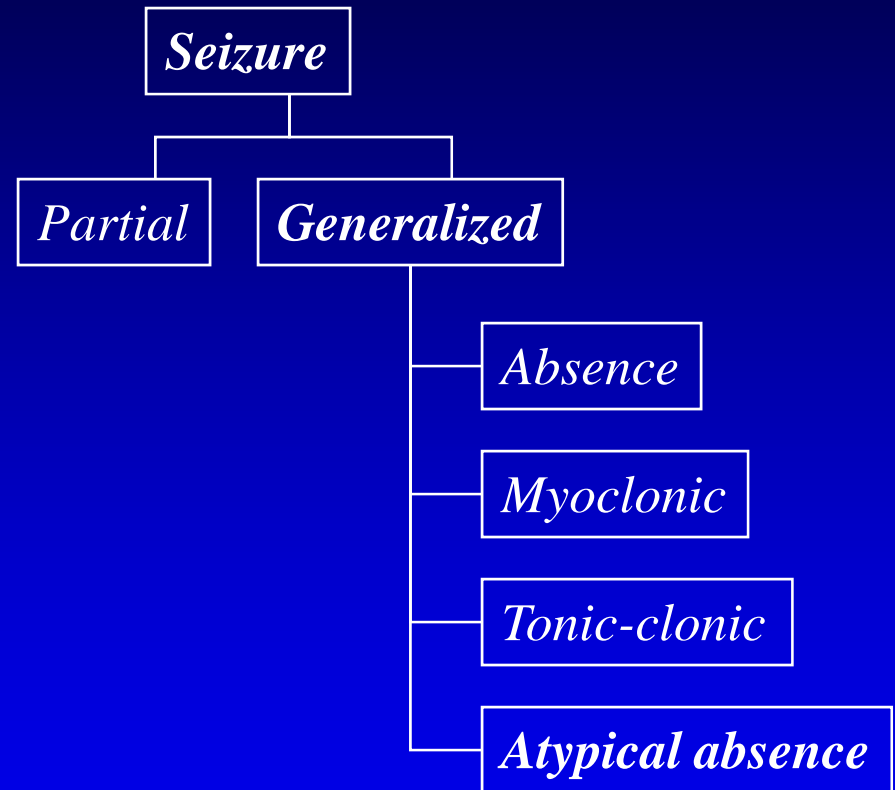 Seizure
Partial
Generalized
Absence
Myoclonic
Tonic-clonic
Atypical absence